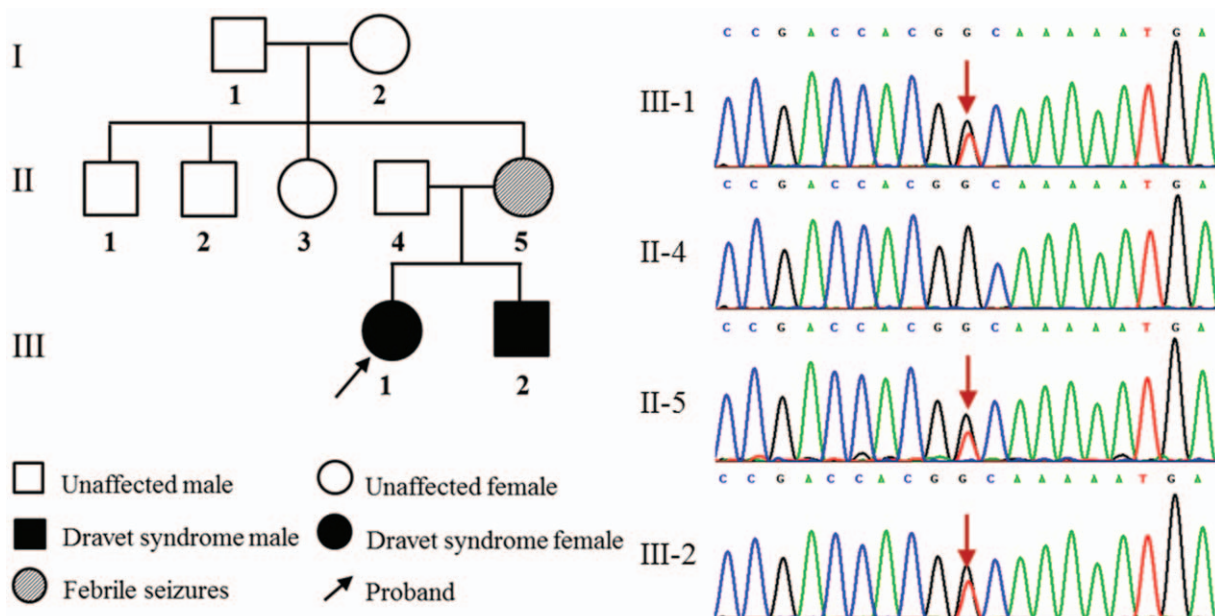 I
1 2
II
1 2 3 4 5
III
1 2
Unaffected male
Unaffected female
Dravet syndrome male
Dravet syndrome female
Febrile seizures
Proband
C C G A C C A C G G C A A A A A T G A
III-1
C C G A C C A C G G C A A A A A T G A
II-4
C C G A C C A C G G C A A A A A T G A
II-5
C C G A C C A C G G C A A A A A T G A
III-2